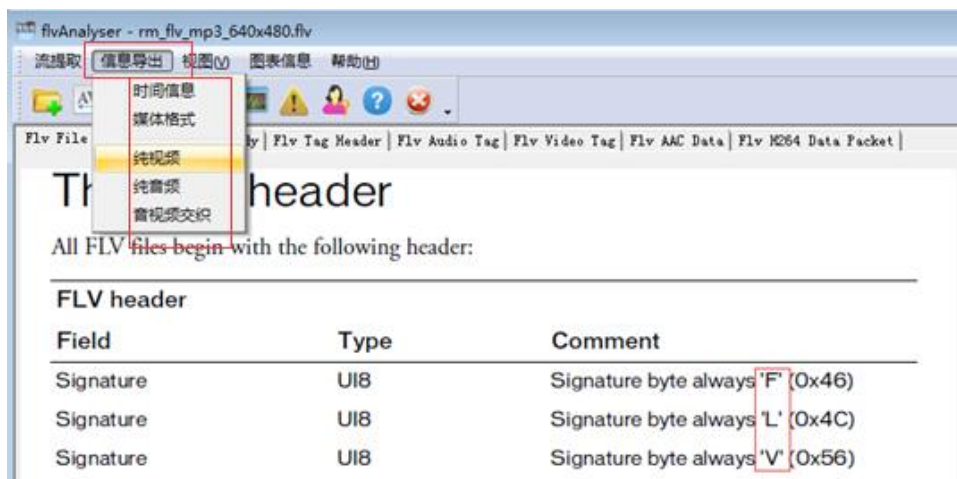 flvAnalyser - rm_flv_mp3_640x480.flv
流提取 信息导出 视图(V) 图表信息 帮助(H)
时间信息
媒体格式
Flv File Flv Tag Header Flv Audio Tag Flv Video Tag Flv AAC Data Flv H264 Data Packet
纯视频
纯音频
音视频交织
header
All FLV files begin with the following header:
FLV header
Field Type Comment
Signature UI8 Signature byte always 'F' (0x46)
Signature UI8 Signature byte always 'L' (0x4C)
Signature UI8 Signature byte always 'V' (0x56)